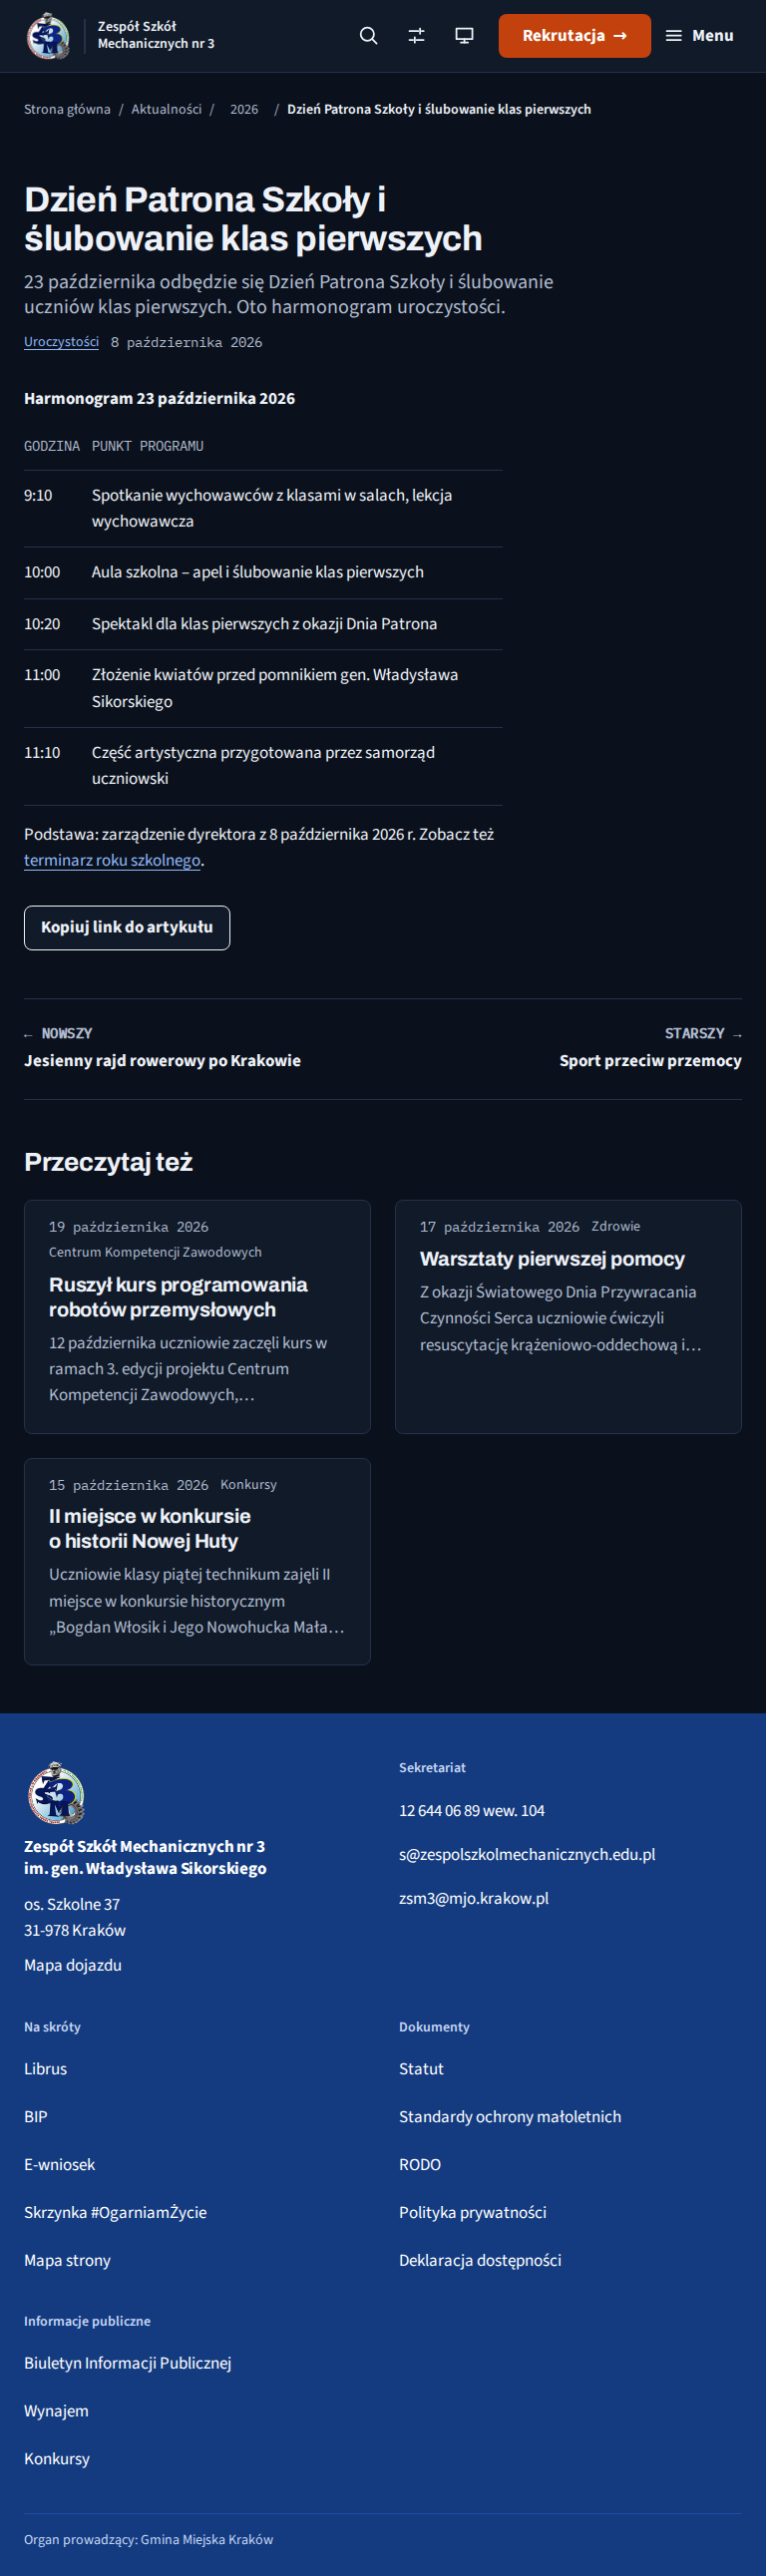 Zespół Szkół
Mechanicznych nr 3
Rekrutacja →
Menu
Strona główna / Aktualności / 2026 / Dzień Patrona Szkoły i ślubowanie klas pierwszych
Dzień Patrona Szkoły i
ślubowanie klas pierwszych
23 października odbędzie się Dzień Patrona Szkoły i ślubowanie
uczniów klas pierwszych. Oto harmonogram uroczystości.
Uroczystości 8 października 2026
Harmonogram 23 października 2026
GODZINA PUNKT PROGRAMU
9:10 Spotkanie wychowawców z klasami w salach, lekcja
wychowawcza
10:00 Aula szkolna – apel i ślubowanie klas pierwszych
10:20 Spektakl dla klas pierwszych z okazji Dnia Patrona
11:00 Złożenie kwiatów przed pomnikiem gen. Władysława
Sikorskiego
11:10 Część artystyczna przygotowana przez samorząd
uczniowski
Podstawa: zarządzenie dyrektora z 8 października 2026 r. Zobacz też
terminarz roku szkolnego.
Kopiuj link do artykułu
← NOWSZY
Jesienny rajd rowerowy po Krakowie
STARSZY →
Sport przeciw przemocy
Przeczytaj też
19 października 2026
Centrum Kompetencji Zawodowych
Ruszył kurs programowania
robotów przemysłowych
12 października uczniowie zaczęli kurs w
ramach 3. edycji projektu Centrum
Kompetencji Zawodowych,…
17 października 2026 Zdrowie
Warsztaty pierwszej pomocy
Z okazji Światowego Dnia Przywracania
Czynności Serca uczniowie ćwiczyli
resuscytację krążeniowo-oddechową i…
15 października 2026 Konkursy
II miejsce w konkursie
o historii Nowej Huty
Uczniowie klasy piątej technikum zajęli II
miejsce w konkursie historycznym
„Bogdan Włosik i Jego Nowohucka Mała…
Zespół Szkół Mechanicznych nr 3
im. gen. Władysława Sikorskiego
os. Szkolne 37
31-978 Kraków
Mapa dojazdu
Sekretariat
12 644 06 89 wew. 104
s@zespolszkolmechanicznych.edu.pl
zsm3@mjo.krakow.pl
Na skróty
Librus
BIP
E-wniosek
Skrzynka #OgarniamŻycie
Mapa strony
Dokumenty
Statut
Standardy ochrony małoletnich
RODO
Polityka prywatności
Deklaracja dostępności
Informacje publiczne
Biuletyn Informacji Publicznej
Wynajem
Konkursy
Organ prowadzący: Gmina Miejska Kraków